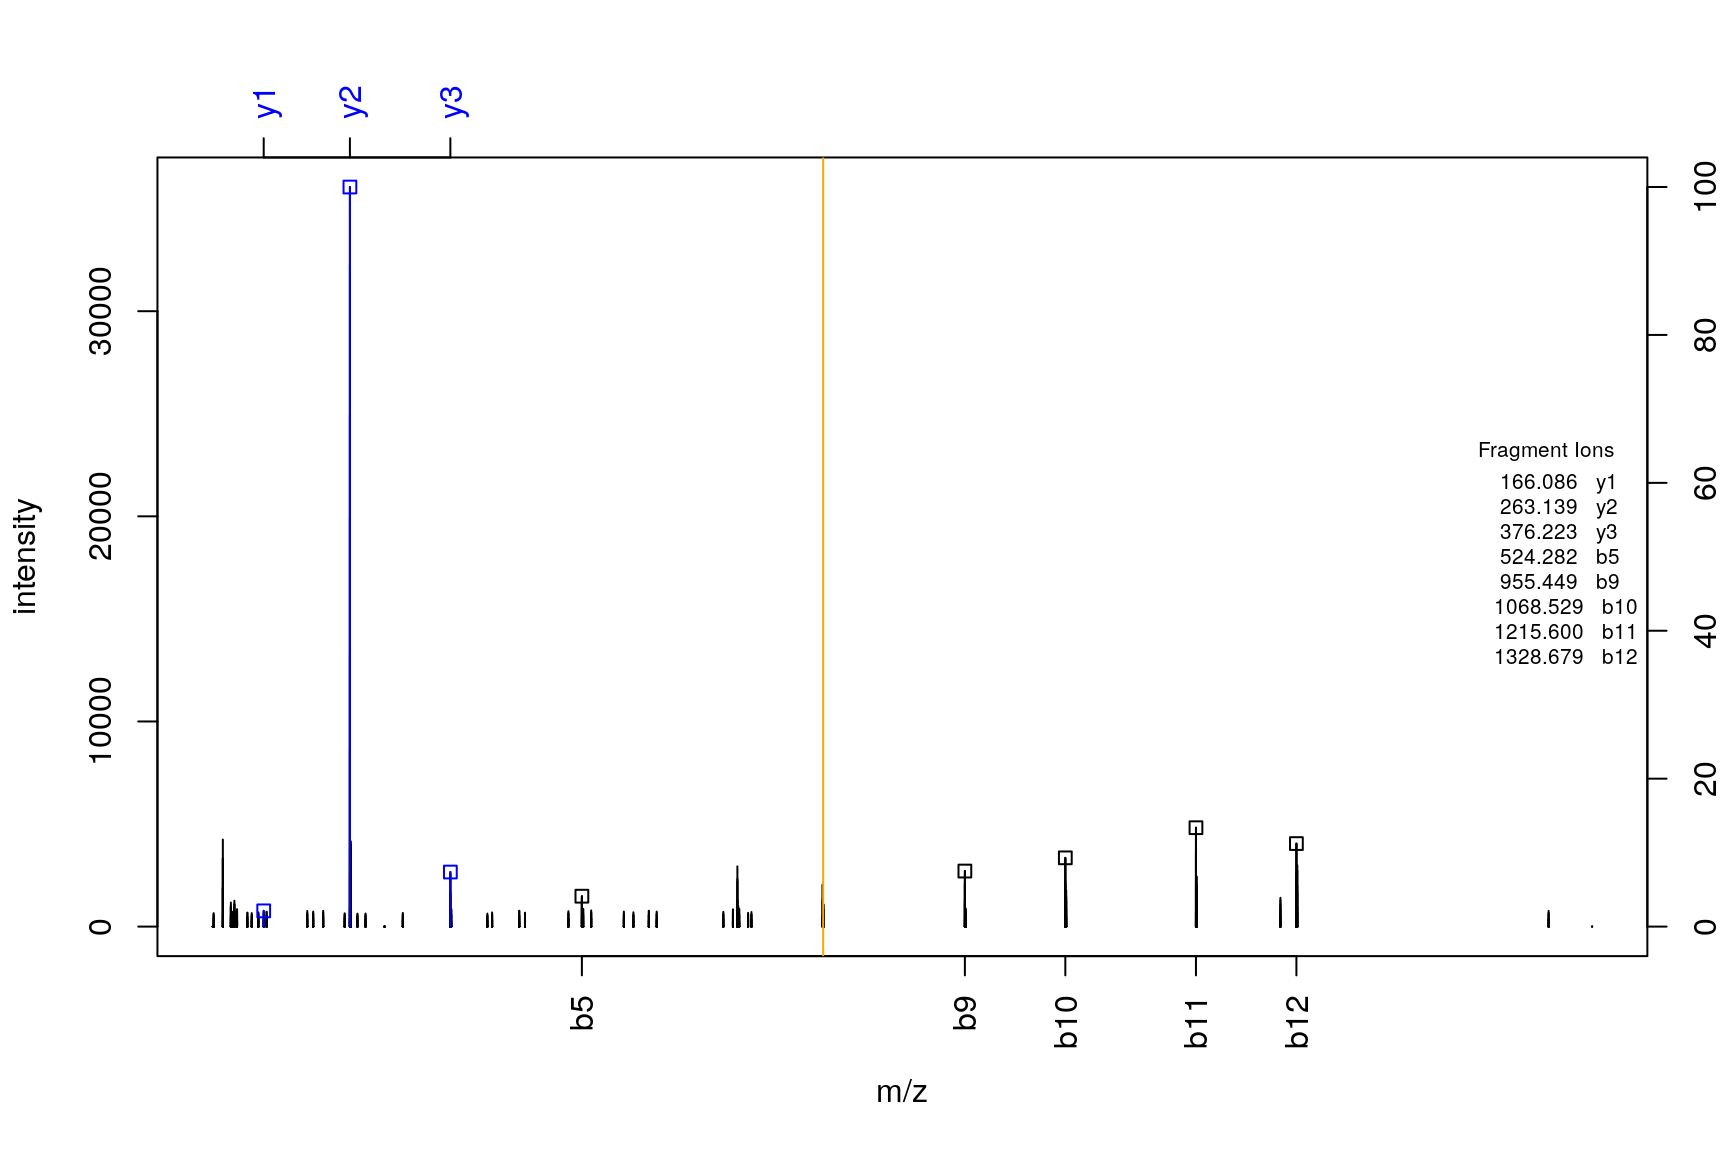 y1 y2 y3
intensity
0 10000 20000 30000
0 20 40 60 80 100
Fragment Ions
166.086 y1
263.139 y2
376.223 y3
524.282 b5
955.449 b9
1068.529 b10
1215.600 b11
1328.679 b12
b5 b9 b10 b11 b12
m/z